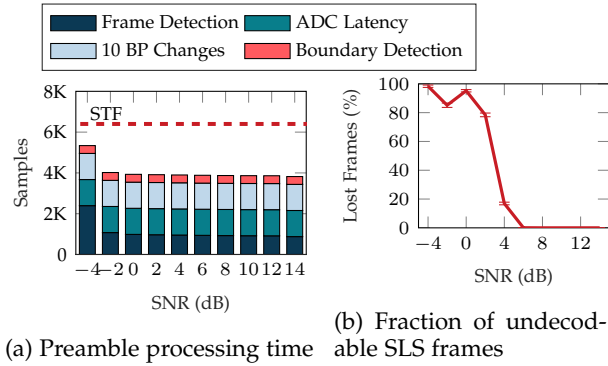 Frame Detection
ADC Latency
10 BP Changes
Boundary Detection
8K
6K
4K
2K
0
Samples
STF
−4 −2 0 2 4 6 8 10 12 14
SNR (dB)
(a) Preamble processing time
100
80
60
40
20
0
Lost Frames (%)
−4 0 4 8 12
SNR (dB)
(b) Fraction of undecod-
able SLS frames